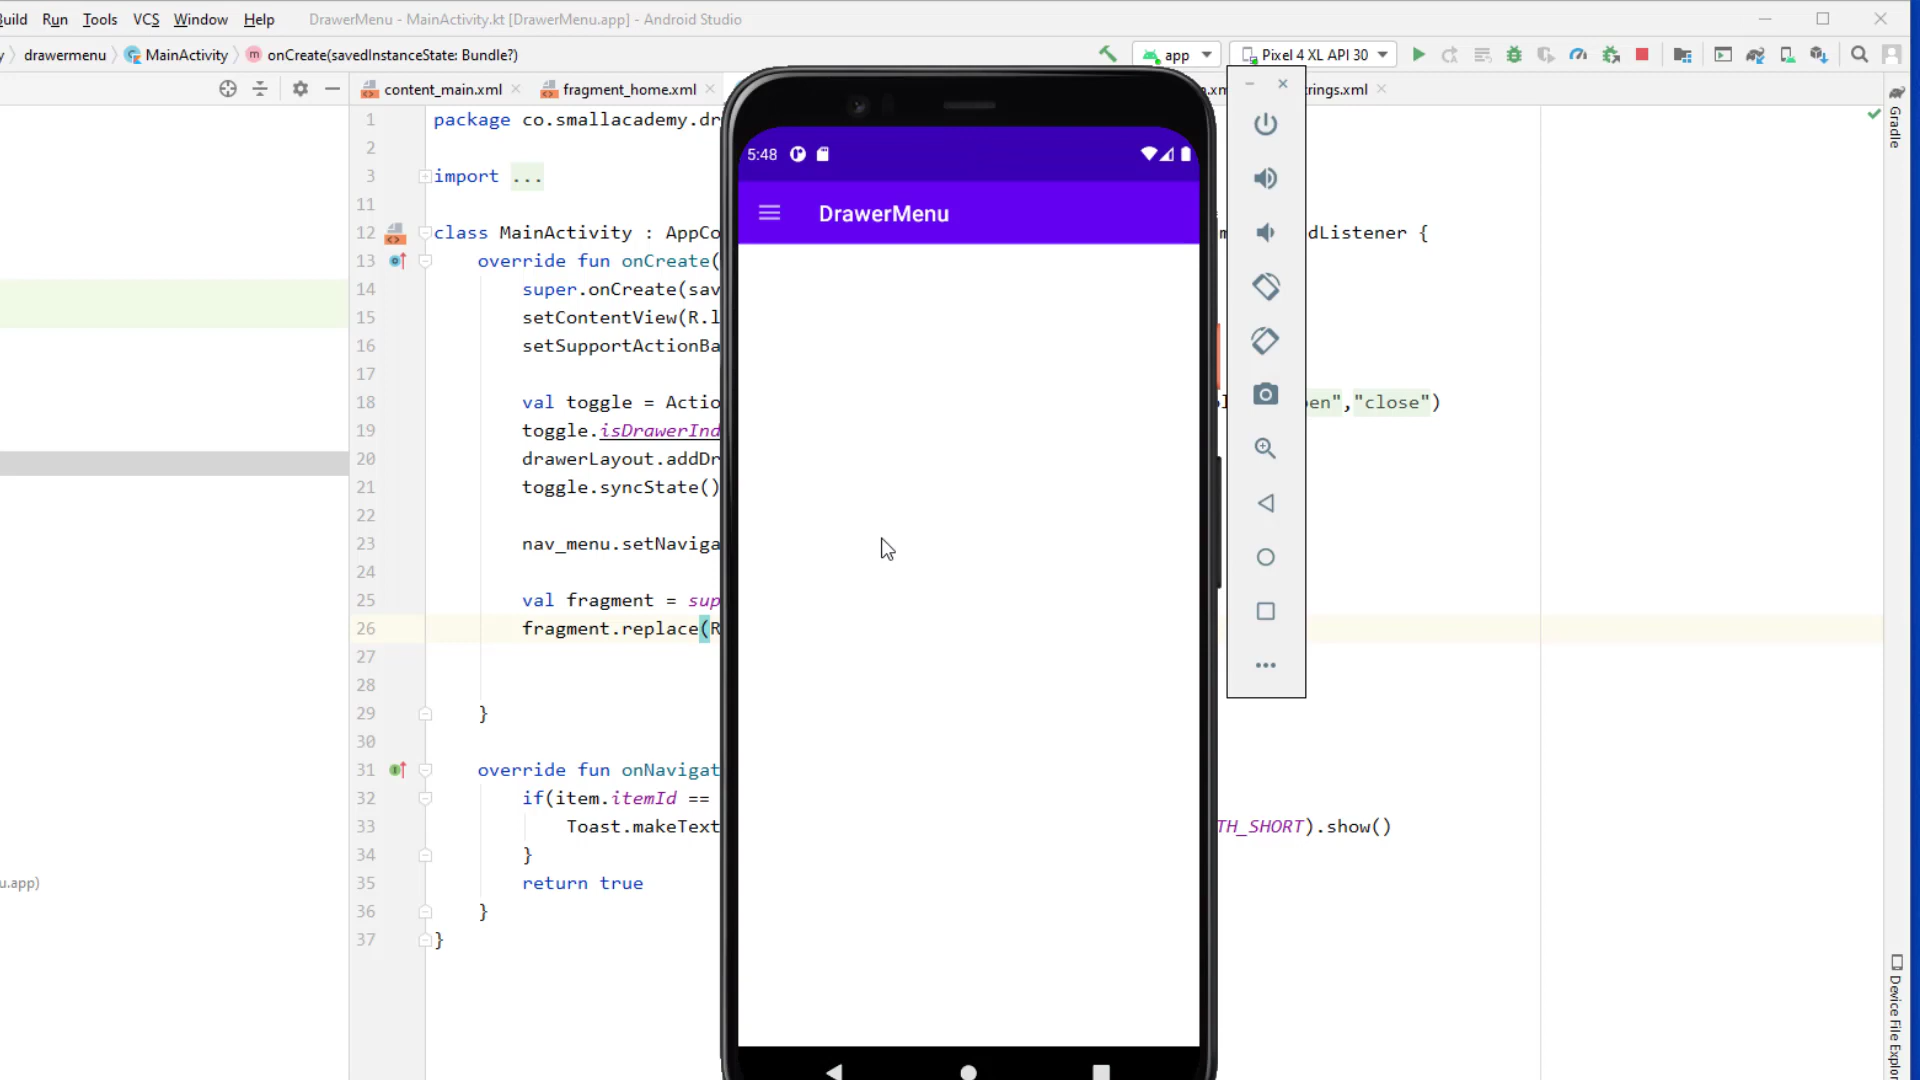 Build Run Tools VCS Window Help DrawerMenu - MainActivity.kt [DrawerMenu.app] - Android Studio
drawermenu MainActivity onCreate(savedInstanceState: Bundle?) app Pixel 4 XL API 30
content_main.xml fragment_home.xml rings.xml
1 package co.smallacademy.dr
2
3 import ...
11
12 class MainActivity : AppCo dListener {
13 override fun onCreate(
14 super.onCreate(sav
15 setContentView(R.l
16 setSupportActionBa
17
18 val toggle = Actio en","close")
19 toggle.isDrawerInd
20 drawerLayout.addDr
21 toggle.syncState()
22
23 nav_menu.setNaviga
24
25 val fragment = sup
26 fragment.replace(R
27
28
29 }
30
31 override fun onNavigat
32 if(item.itemId ==
33 Toast.makeText TH_SHORT).show()
34 }
35 return true
36 }
37 }
u.app)
5:48
DrawerMenu
Gradle
Device File Explor